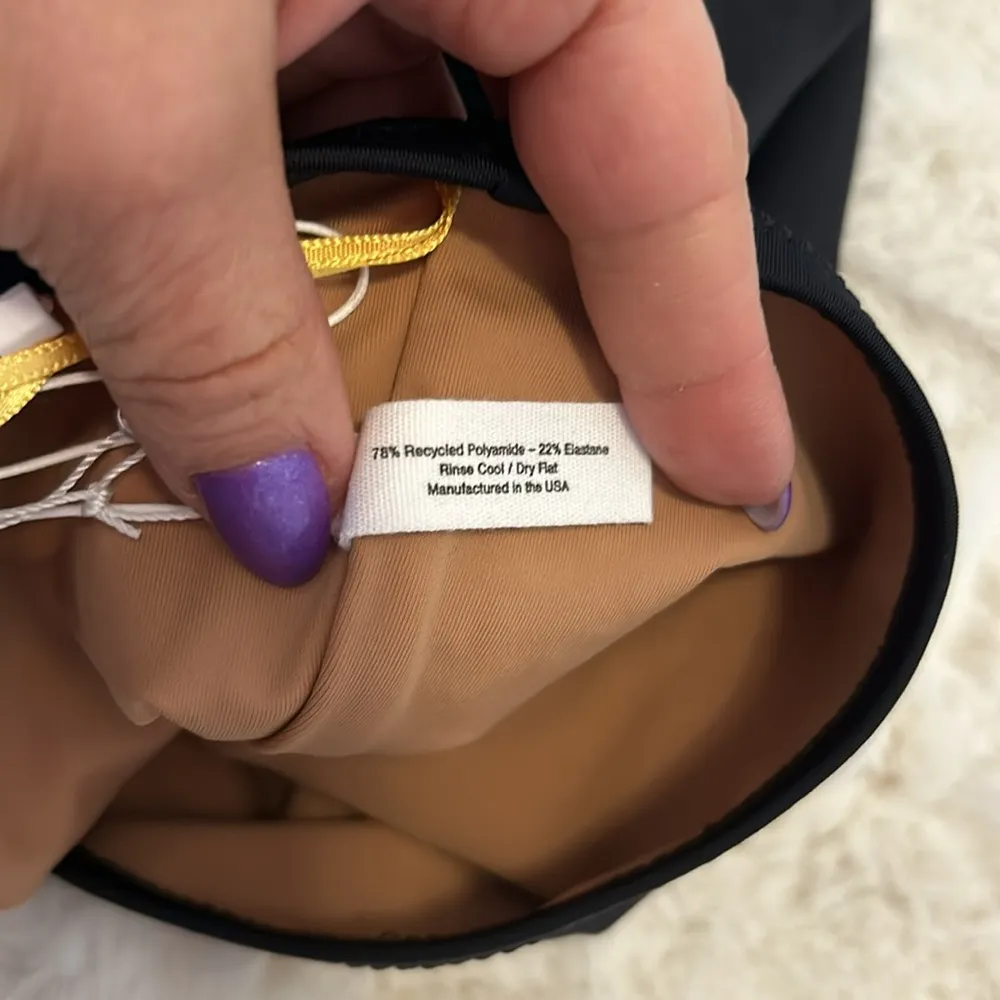 78% Recycled Polyamide – 22% Elastane
Rinse Cool / Dry Flat
Manufactured in the USA